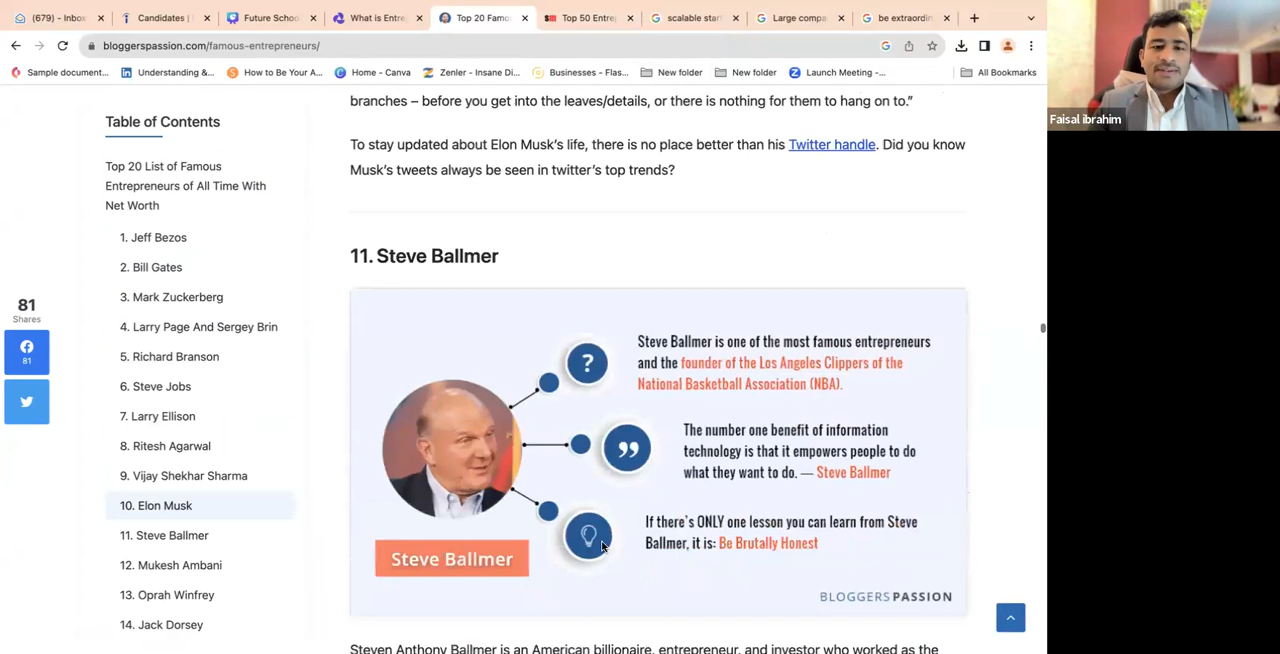 (679) - Inbox
Candidates |
Future Schoo
What is Entre
Top 20 Famo
Top 50 Entre
scalable start
Large compa
be extraordin
bloggerspassion.com/famous-entrepreneurs/
Sample document...
Understanding &...
How to Be Your A...
Home - Canva
Zenler - Insane Di...
Businesses - Flas...
New folder
New folder
Launch Meeting -...
All Bookmarks
Faisal ibrahim
branches – before you get into the leaves/details, or there is nothing for them to hang on to.”
To stay updated about Elon Musk’s life, there is no place better than his Twitter handle. Did you know
Musk’s tweets always be seen in twitter’s top trends?
Table of Contents
Top 20 List of Famous
Entrepreneurs of All Time With
Net Worth
1. Jeff Bezos
2. Bill Gates
3. Mark Zuckerberg
4. Larry Page And Sergey Brin
5. Richard Branson
6. Steve Jobs
7. Larry Ellison
8. Ritesh Agarwal
9. Vijay Shekhar Sharma
10. Elon Musk
11. Steve Ballmer
12. Mukesh Ambani
13. Oprah Winfrey
14. Jack Dorsey
81
Shares
81
11. Steve Ballmer
Steve Ballmer is one of the most famous entrepreneurs
and the founder of the Los Angeles Clippers of the
National Basketball Association (NBA).
The number one benefit of information
technology is that it empowers people to do
what they want to do. — Steve Ballmer
If there's ONLY one lesson you can learn from Steve
Ballmer, it is: Be Brutally Honest
Steve Ballmer
BLOGGERSPASSION
Steven Anthony Ballmer is an American billionaire, entrepreneur, and investor who worked as the